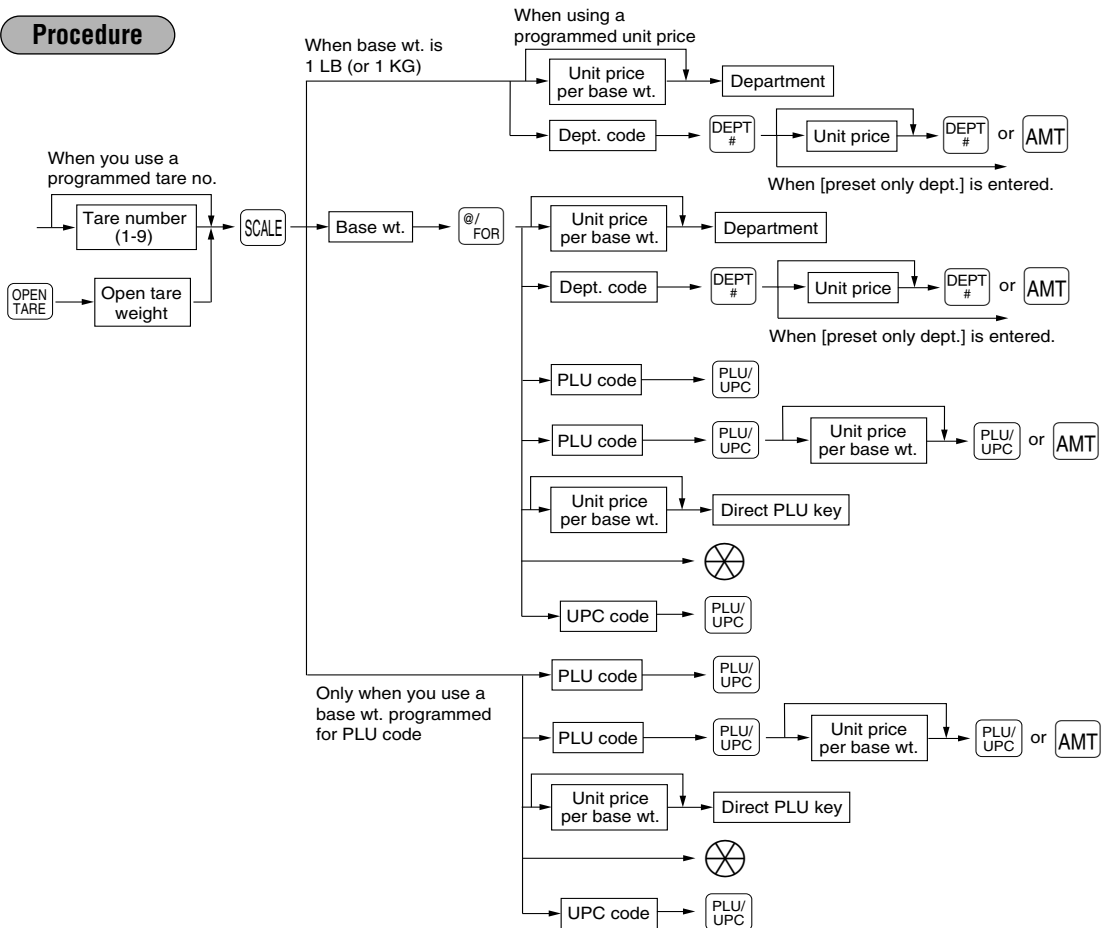 Procedure
When using a
programmed unit price
When base wt. is
1 LB (or 1 KG)
Unit price
per base wt.
Department
Dept. code
DEPT
#
Unit price
DEPT
#
or
AMT
When [preset only dept.] is entered.
When you use a
programmed tare no.
Tare number
(1-9)
SCALE
OPEN
TARE
Open tare
weight
Base wt.
@/
FOR
Unit price
per base wt.
Department
Dept. code
DEPT
#
Unit price
DEPT
#
or
AMT
When [preset only dept.] is entered.
PLU code
PLU/
UPC
PLU code
PLU/
UPC
Unit price
per base wt.
PLU/
UPC
or
AMT
Unit price
per base wt.
Direct PLU key
UPC code
PLU/
UPC
Only when you use a
base wt. programmed
for PLU code
PLU code
PLU/
UPC
PLU code
PLU/
UPC
Unit price
per base wt.
PLU/
UPC
or
AMT
Unit price
per base wt.
Direct PLU key
UPC code
PLU/
UPC